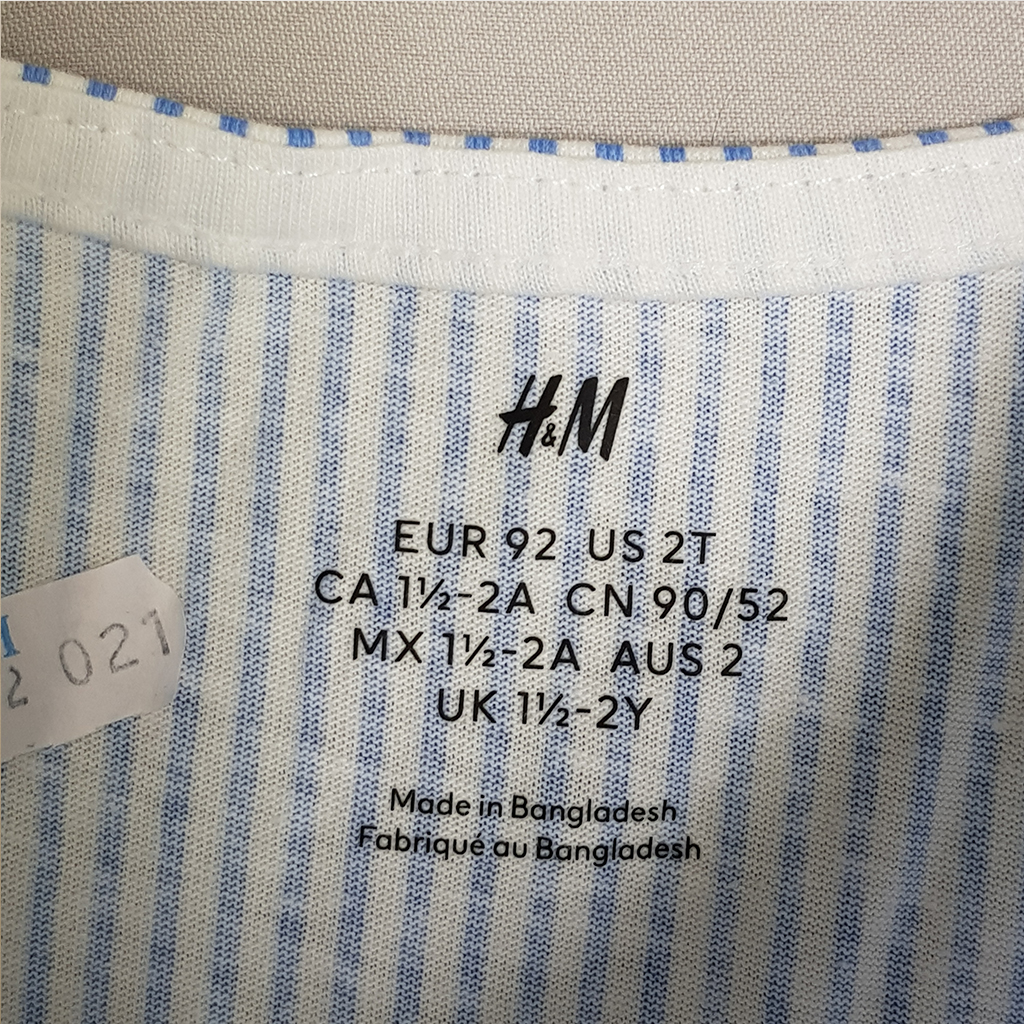 H&M
EUR 92 US 2T
CA 1½-2A CN 90/52
MX 1½-2A AUS 2
UK 1½-2Y
Made in Bangladesh
Fabriqué au Bangladesh
021
2